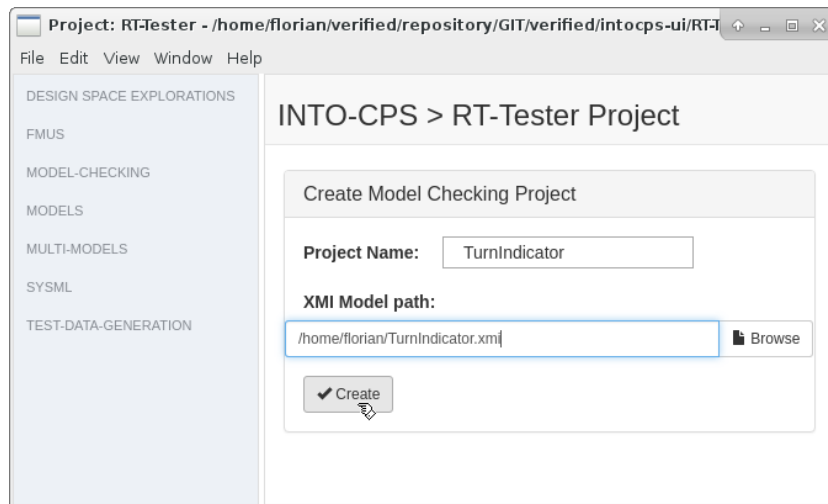 Project: RT-Tester - /home/florian/verified/repository/GIT/verified/intocps-ui/RT-T
File Edit View Window Help
DESIGN SPACE EXPLORATIONS
FMUS
MODEL-CHECKING
MODELS
MULTI-MODELS
SYSML
TEST-DATA-GENERATION
INTO-CPS > RT-Tester Project
Create Model Checking Project
Project Name: TurnIndicator
XMI Model path:
/home/florian/TurnIndicator.xmi Browse
Create